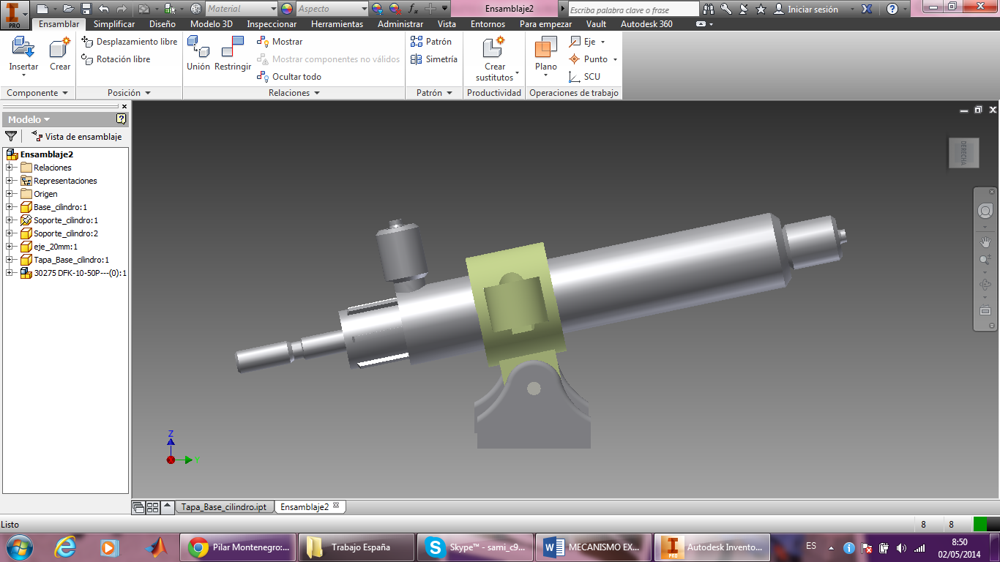 Material
Aspecto
Ensamblaje2
Escriba palabra clave o frase
Iniciar sesión
PRO
Ensamblar
Simplificar
Diseño
Modelo 3D
Inspeccionar
Herramientas
Administrar
Vista
Entornos
Para empezar
Vault
Autodesk 360
Insertar
Crear
Desplazamiento libre
Rotación libre
Unión
Restringir
Mostrar
Mostrar componentes no válidos
Ocultar todo
Patrón
Simetría
Crear
sustitutos
Plano
Eje
Punto
SCU
Componente
Posición
Relaciones
Patrón
Productividad
Operaciones de trabajo
Modelo
Vista de ensamblaje
Ensamblaje2
Relaciones
Representaciones
Origen
Base_cilindro:1
Soporte_cilindro:1
Soporte_cilindro:2
eje_20mm:1
Tapa_Base_cilindro:1
30275 DFK-10-50P---(0):1
DERECHA
Z
Y
Tapa_Base_cilindro.ipt
Ensamblaje2
Listo
8
8
Pilar Montenegro:...
Trabajo España
Skype™ - sami_c9...
MECANISMO EX...
PRO
Autodesk Invento...
ES
8:50
02/05/2014